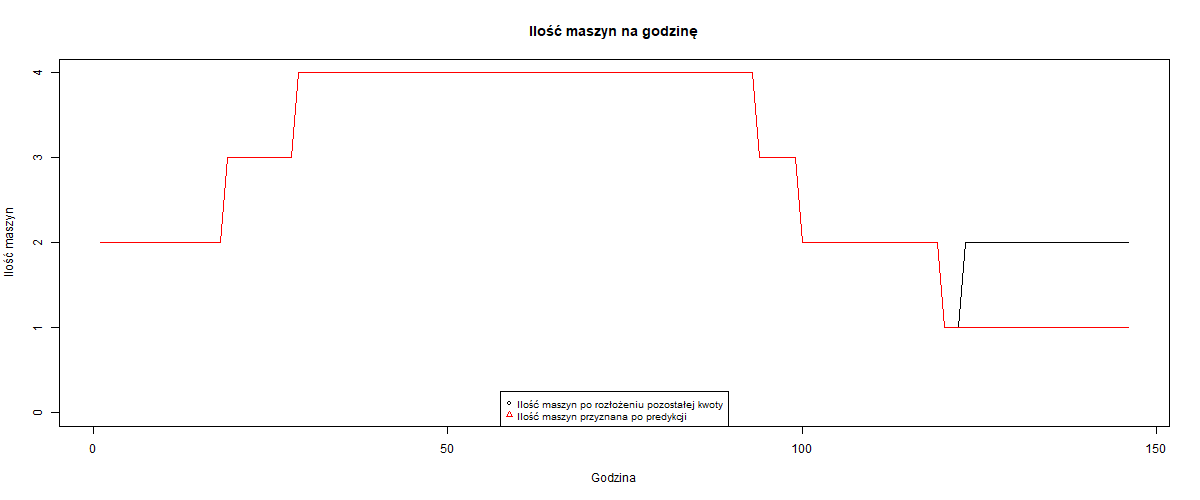 Ilość maszyn na godzinę
Ilość maszyn
4
3
2
1
0
Ilość maszyn po rozłożeniu pozostałej kwoty
Ilość maszyn przyznana po predykcji
0 50 100 150
Godzina